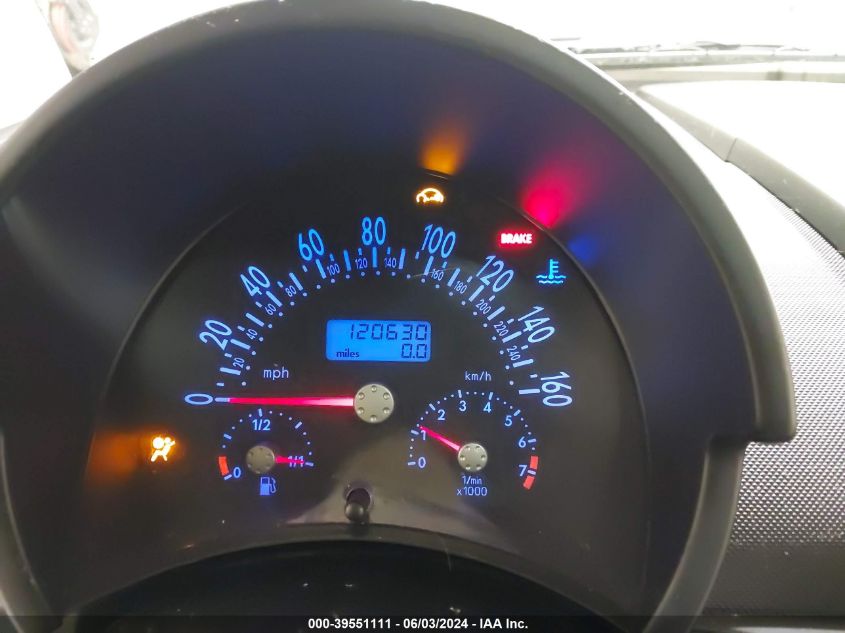 0 20 40 60 80 100 120 140 160
20 40 60 80 100 120 140 160 180 200 220 240 260
BRAKE
120630
miles 0.0
mph
km/h
0 1/2 1/1
0 1 2 3 4 5 6 7
1/min
x1000
000-39551111 - 06/03/2024 - IAA Inc.